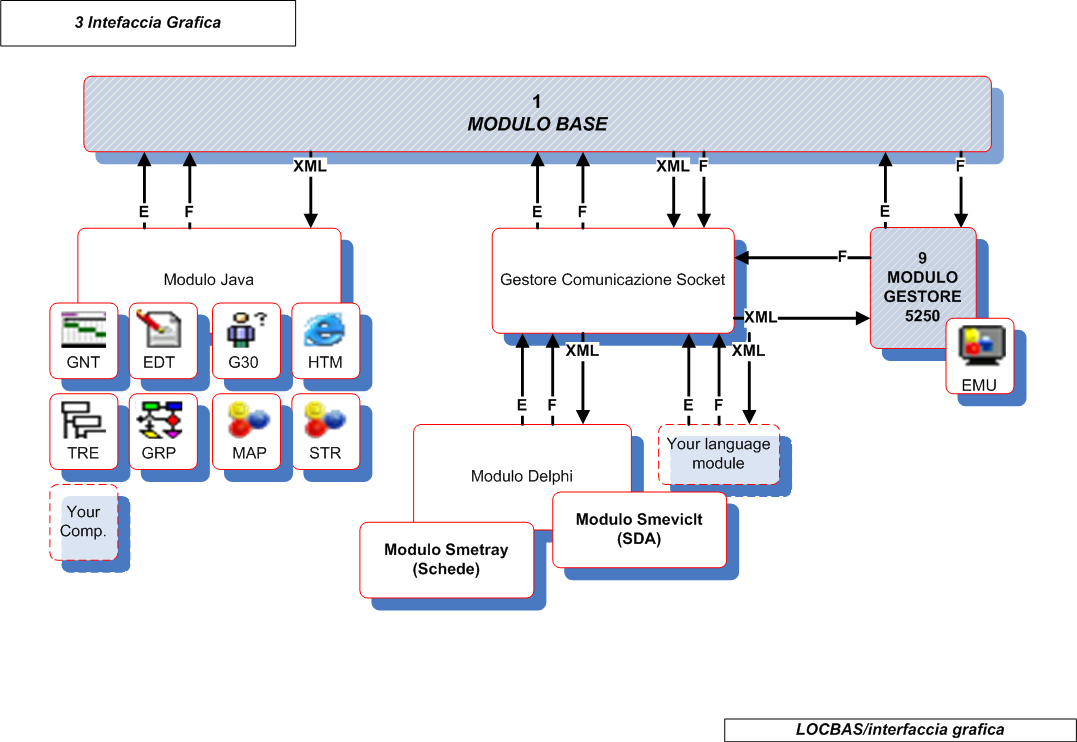 3 Intefaccia Grafica
1
MODULO BASE
XML
XML
F
F
E
F
E
F
E
Modulo Java
Gestore Comunicazione Socket
F
9
MODULO
GESTORE
5250
XML
GNT
EDT
G30
?
HTM
XML
XML
EMU
E
F
E
F
TRE
GRP
MAP
STR
Modulo Delphi
Your language
module
Your
Comp.
Modulo Smeviclt
(SDA)
Modulo Smetray
(Schede)
LOCBAS/interfaccia grafica